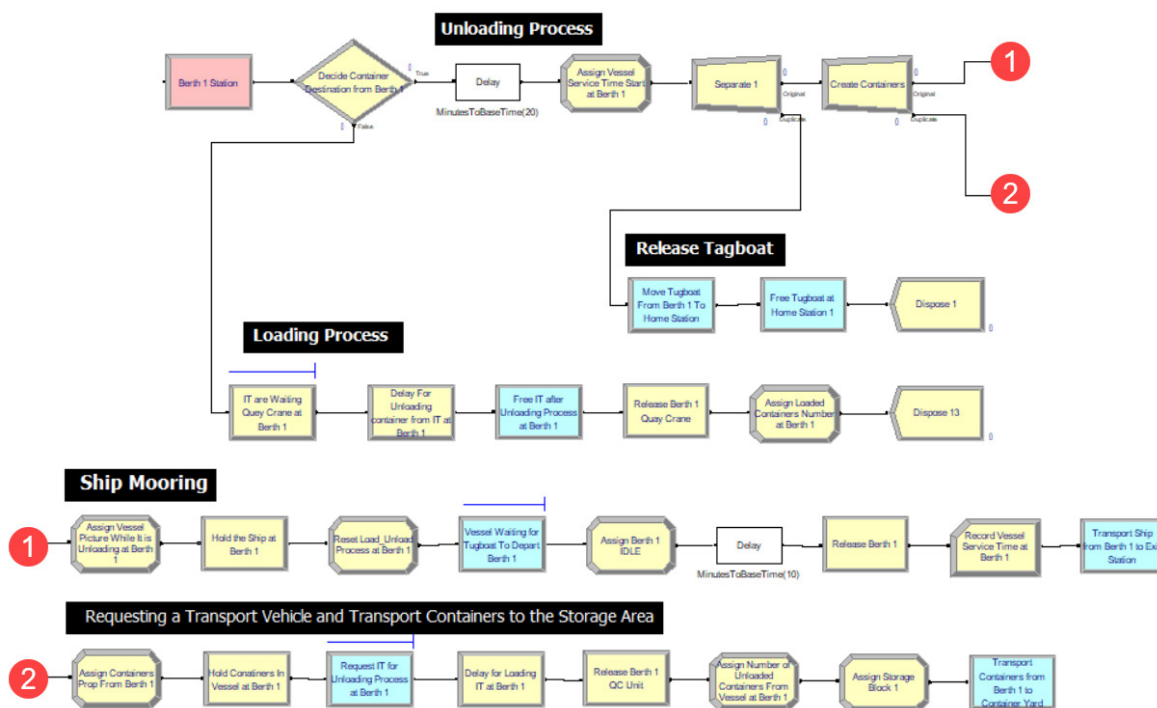 Unloading Process
Berth 1 Station
Decide Container
Destination from Berth 1
0
True
0
False
Delay
MinutesToBaseTime(20)
Assign Vessel
Service Time Start
at Berth 1
Separate 1
0
Original
0
Duplicate
Create Containers
0
Original
0
Duplicate
1
2
Release Tagboat
Move Tugboat
From Berth 1 To
Home Station
Free Tugboat at
Home Station 1
Dispose 1
0
Loading Process
IT are Waiting
Quey Crane at
Berth 1
Delay For
Unloading
container from IT at
Berth 1
Free IT after
Unloading Process
at Berth 1
Release Berth 1
Quay Crane
Assign Loaded
Containers Number
at Berth 1
Dispose 13
0
Ship Mooring
1
Assign Vessel
Picture While It is
Unloading at Berth
1
Hold the Ship at
Berth 1
Reset Load_Unload
Process at Berth 1
Vessel Waiting for
Tugboat To Depart
Berth 1
Assign Berth 1
IDLE
Delay
MinutesToBaseTime(10)
Release Berth 1
Record Vessel
Service Time at
Berth 1
Transport Ship
from Berth 1 to Exit
Station
Requesting a Transport Vehicle and Transport Containers to the Storage Area
2
Assign Containers
Prop From Berth 1
Hold Conatiners In
Vessel at Berth 1
Request IT for
Unloading Process
at Berth 1
Delay for Loading
IT at Berth 1
Release Berth 1
QC Unit
Assign Number of
Unloaded
Containers From
Vessel at Berth 1
Assign Storage
Block 1
Transport
Containers from
Berth 1 to
Container Yard